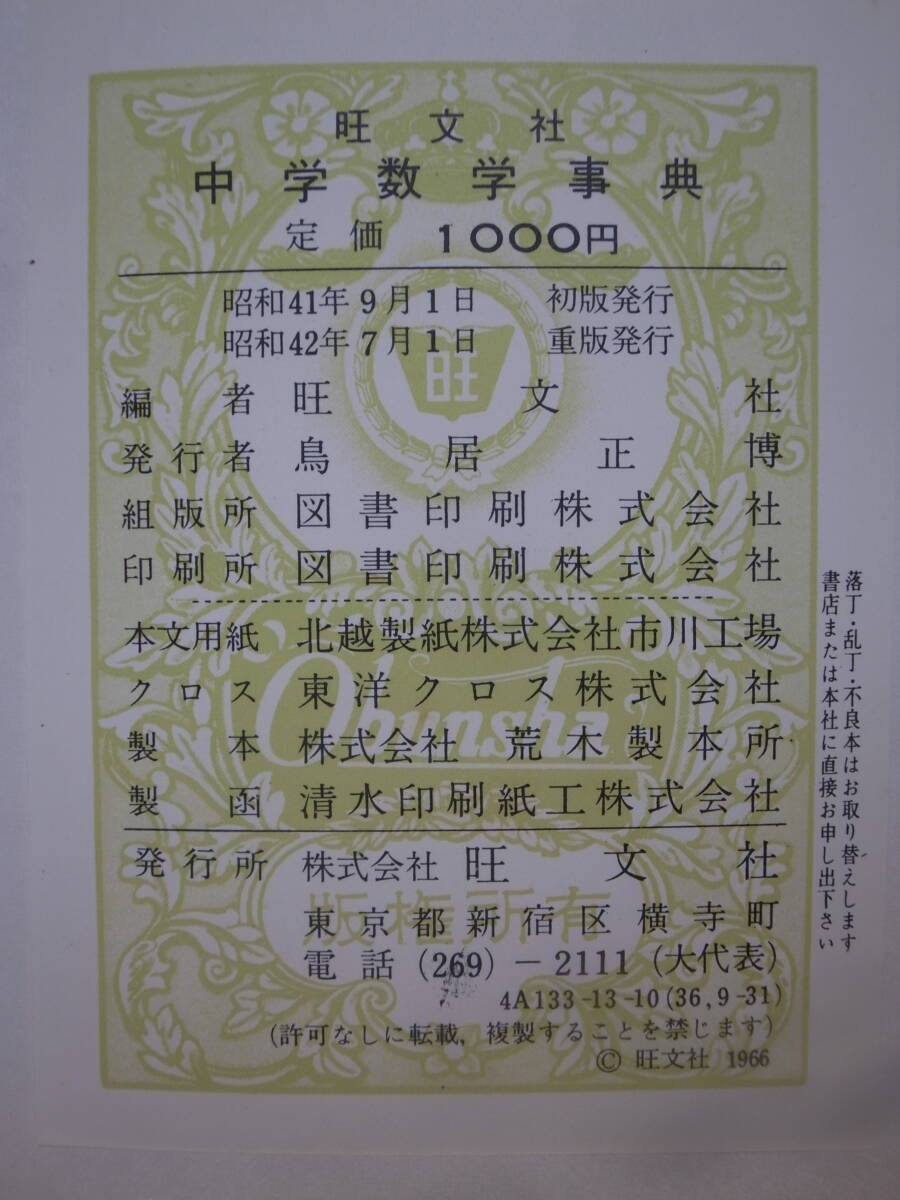 旺文社
中学数学事典
定価 1000円
昭和41年9月1日 初版発行
昭和42年7月1日 重版発行
旺
編者 旺文社
発行者 鳥居正博
組版所 図書印刷株式会社
印刷所 図書印刷株式会社
本文用紙 北越製紙株式会社市川工場
クロス 東洋クロス株式会社
Obunsha
製本 株式会社 荒木製本所
製函 清水印刷紙工株式会社
発行所 株式会社 旺文社
版権所有
東京都新宿区横寺町
電話(269)-2111(大代表)
4A133-13-10(36,9-31)
(許可なしに転載,複製することを禁じます)
© 旺文社 1966
落丁・乱丁・不良本はお取り替えします
書店または本社に直接お申し出下さい